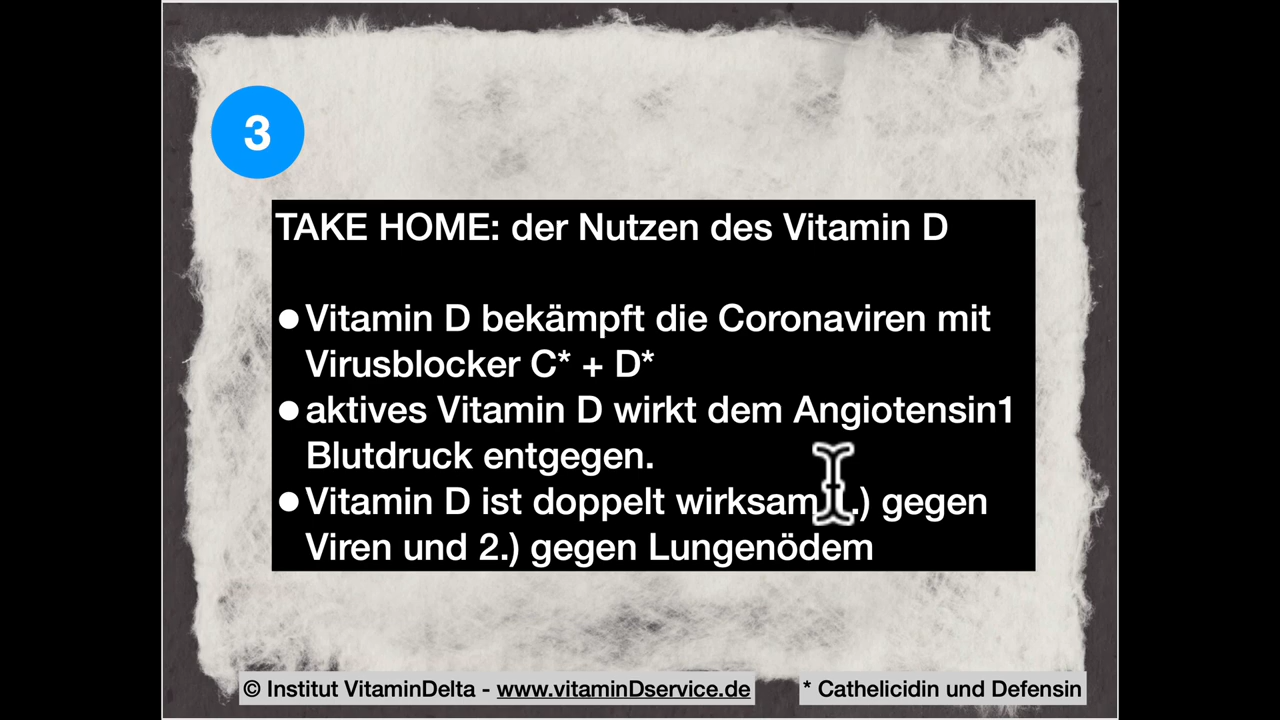 3
TAKE HOME: der Nutzen des Vitamin D
●Vitamin D bekämpft die Coronaviren mit
Virusblocker C* + D*
●aktives Vitamin D wirkt dem Angiotensin1
Blutdruck entgegen.
●Vitamin D ist doppelt wirksam .) gegen
Viren und 2.) gegen Lungenödem
© Institut VitaminDelta - www.vitaminDservice.de
* Cathelicidin und Defensin